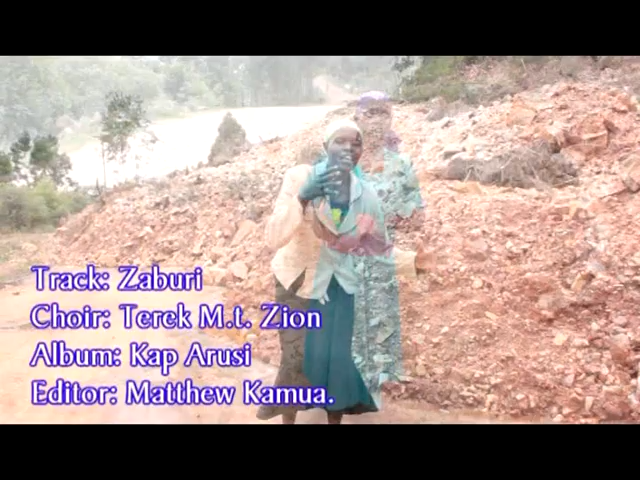 Track: Zaburi
Choir: Terek M.t. Zion
Album: Kap Arusi
Editor: Matthew Kamua.